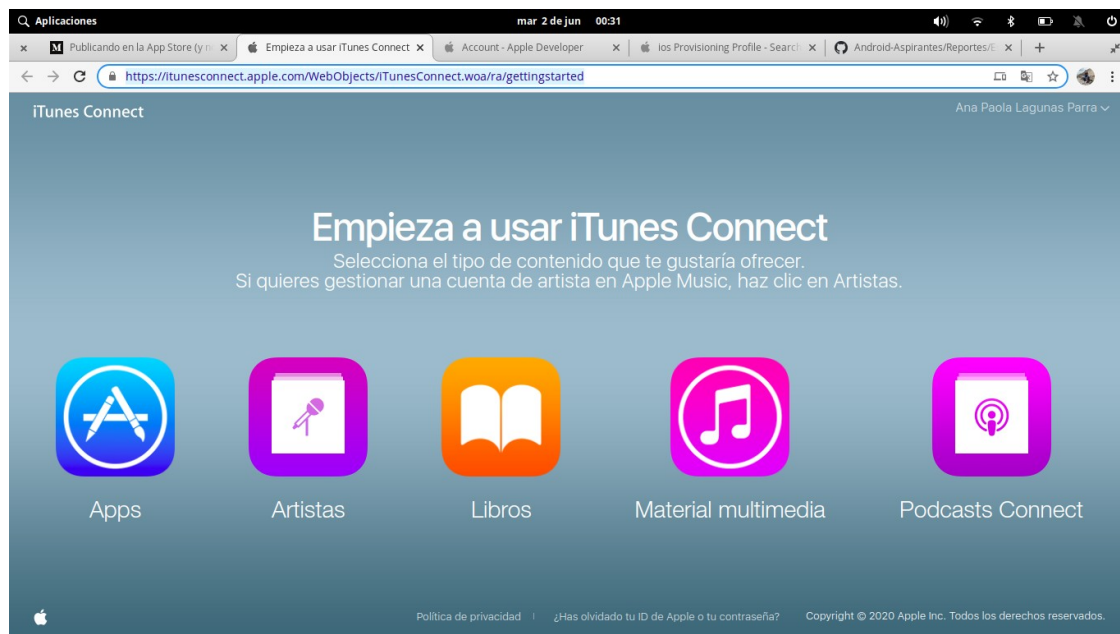 Aplicaciones
mar 2 de jun 00:31
Publicando en la App Store (y n
Empieza a usar iTunes Connect
Account - Apple Developer
ios Provisioning Profile - Search
Android-Aspirantes/Reportes/E
https://itunesconnect.apple.com/WebObjects/iTunesConnect.woa/ra/gettingstarted
iTunes Connect
Ana Paola Lagunas Parra
Empieza a usar iTunes Connect
Selecciona el tipo de contenido que te gustaría ofrecer.
Si quieres gestionar una cuenta de artista en Apple Music, haz clic en Artistas.
Apps
Artistas
Libros
Material multimedia
Podcasts Connect
Política de privacidad
¿Has olvidado tu ID de Apple o tu contraseña?
Copyright © 2020 Apple Inc. Todos los derechos reservados.